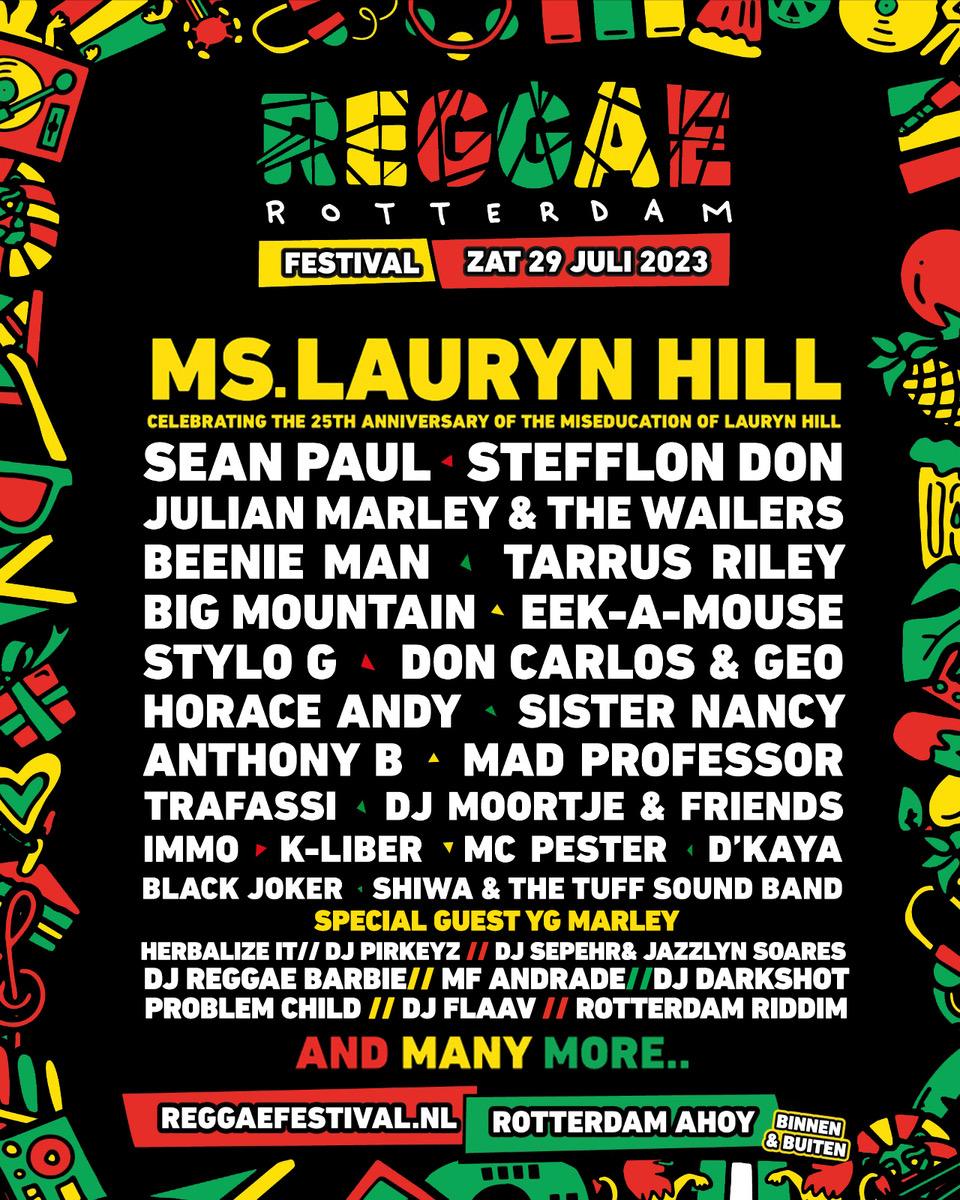 REGGAE
ROTTERDAM
FESTIVAL ZAT 29 JULI 2023
MS. LAURYN HILL
CELEBRATING THE 25TH ANNIVERSARY OF THE MISEDUCATION OF LAURYN HILL
SEAN PAUL STEFFLON DON
JULIAN MARLEY & THE WAILERS
BEENIE MAN TARRUS RILEY
BIG MOUNTAIN EEK-A-MOUSE
STYLO G DON CARLOS & GEO
HORACE ANDY SISTER NANCY
ANTHONY B MAD PROFESSOR
TRAFASSI DJ MOORTJE & FRIENDS
IMMO K-LIBER MC PESTER D'KAYA
BLACK JOKER SHIWA & THE TUFF SOUND BAND
SPECIAL GUEST YG MARLEY
HERBALIZE IT// DJ PIRKEYZ // DJ SEPEHR& JAZZLYN SOARES
DJ REGGAE BARBIE// MF ANDRADE//DJ DARKSHOT
PROBLEM CHILD // DJ FLAAV // ROTTERDAM RIDDIM
AND MANY MORE..
REGGAEFESTIVAL.NL ROTTERDAM AHOY
BINNEN
& BUITEN